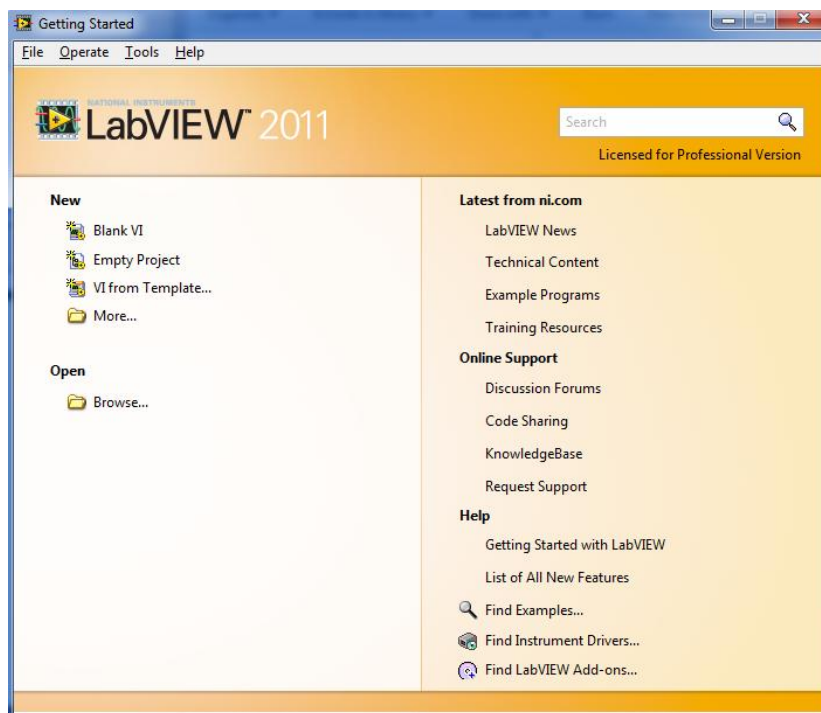 Getting Started
File Operate Tools Help
NATIONAL INSTRUMENTS
LabVIEW™ 2011
Search
Licensed for Professional Version
New
Blank VI
Empty Project
VI from Template...
More...
Open
Browse...
Latest from ni.com
LabVIEW News
Technical Content
Example Programs
Training Resources
Online Support
Discussion Forums
Code Sharing
KnowledgeBase
Request Support
Help
Getting Started with LabVIEW
List of All New Features
Find Examples...
Find Instrument Drivers...
Find LabVIEW Add-ons...